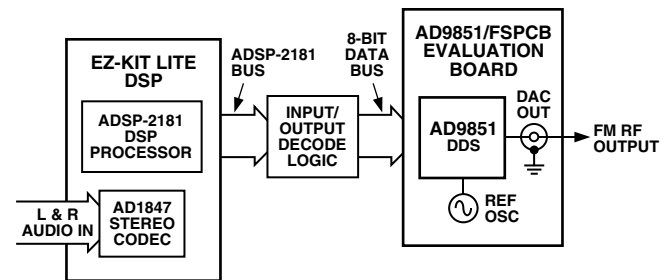 EZ-KIT LITE
DSP
ADSP-2181
DSP
PROCESSOR
L & R
AUDIO IN
AD1847
STEREO
CODEC
ADSP-2181
BUS
INPUT/
OUTPUT
DECODE
LOGIC
8-BIT
DATA
BUS
AD9851/FSPCB
EVALUATION
BOARD
AD9851
DDS
DAC
OUT
REF
OSC
FM RF
OUTPUT